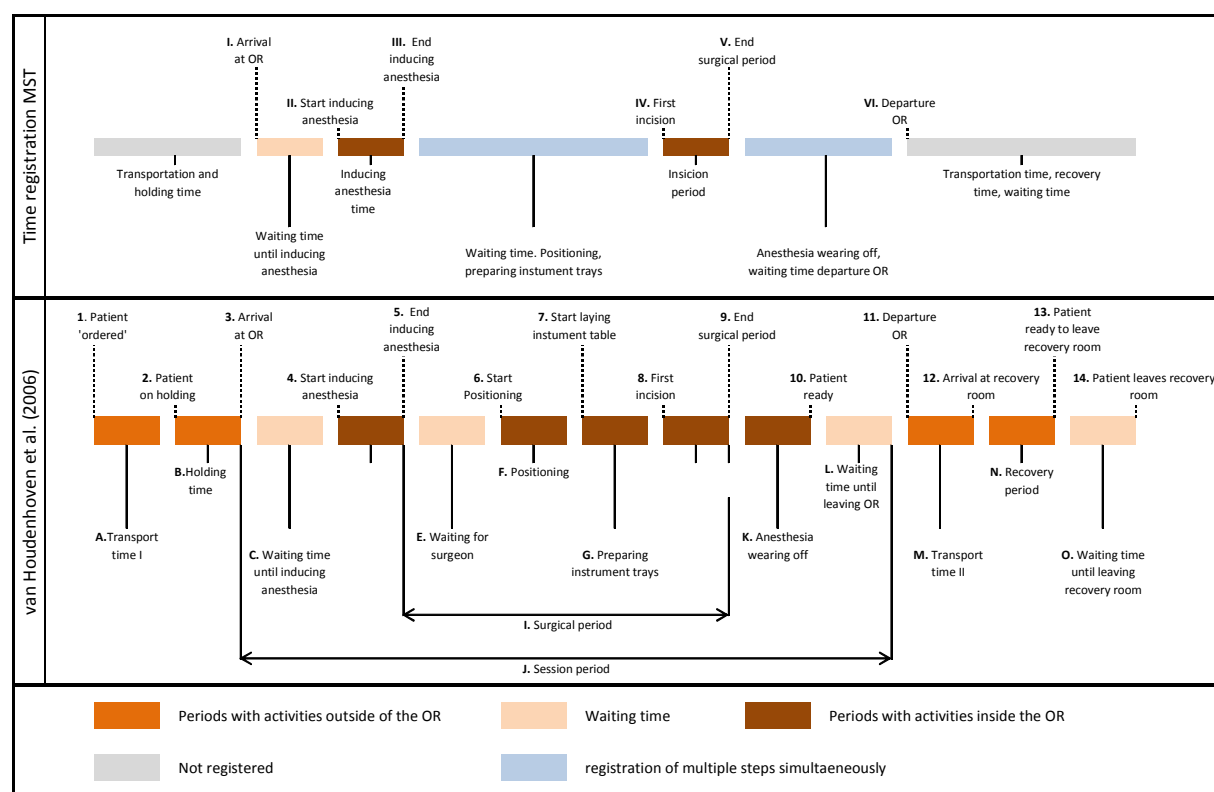 Time registration MST
I. Arrival
at OR
II. Start inducing
anesthesia
III. End
inducing
anesthesia
IV. First
incision
V. End
surgical period
VI. Departure
OR
Transportation and
holding time
Waiting time
until inducing
anesthesia
Inducing
anesthesia
time
Waiting time. Positioning,
preparing instument trays
Insicion
period
Anesthesia wearing off,
waiting time departure OR
Transportation time, recovery
time, waiting time
van Houdenhoven et al. (2006)
1. Patient
'ordered'
2. Patient
on holding
3. Arrival
at OR
4. Start inducing
anesthesia
5. End
inducing
anesthesia
6. Start
Positioning
7. Start laying
instument table
8. First
incision
9. End
surgical period
10. Patient
ready
11. Departure
OR
12. Arrival at recovery
room
13. Patient
ready to leave
recovery room
14. Patient leaves recovery
room
A.Transport
time I
B.Holding
time
C. Waiting time
until inducing
anesthesia
E. Waiting for
surgeon
F. Positioning
G. Preparing
instrument trays
K. Anesthesia
wearing off
L. Waiting
time until
leaving OR
M. Transport
time II
N. Recovery
period
O. Waiting time
until leaving
recovery room
I. Surgical period
J. Session period
Periods with activities outside of the OR
Waiting time
Periods with activities inside the OR
Not registered
registration of multiple steps simultaeneously